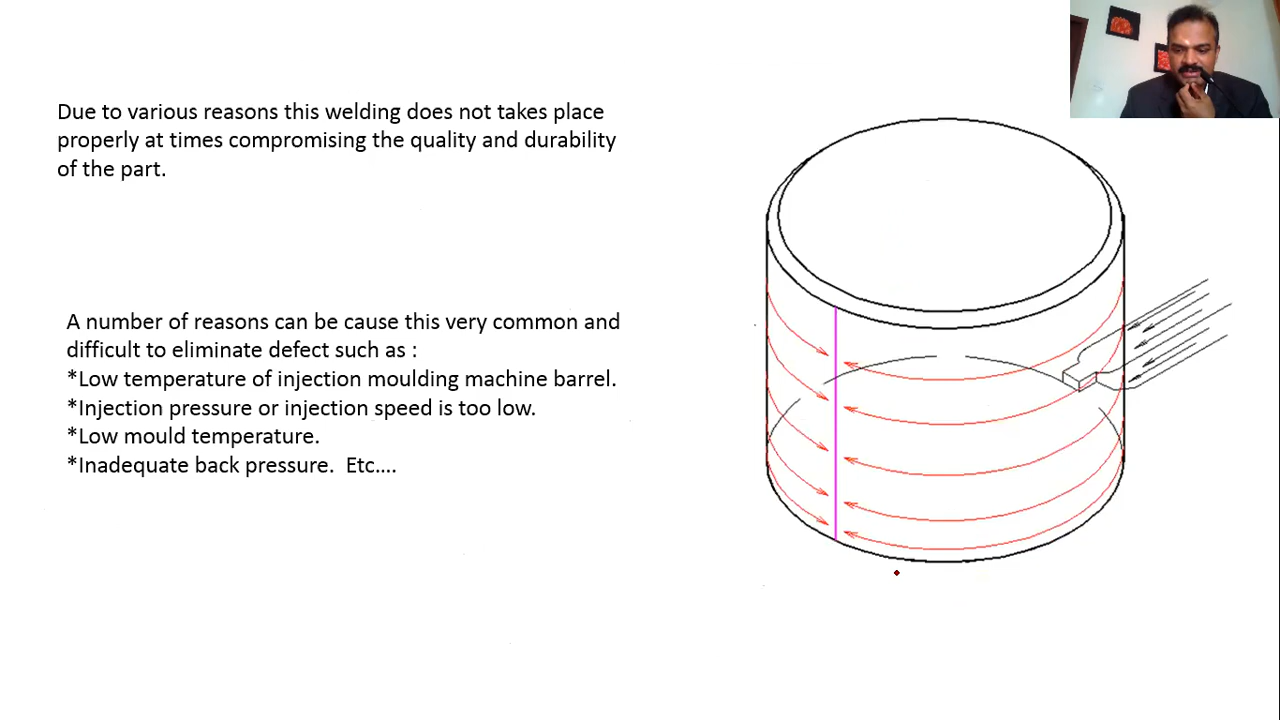 Due to various reasons this welding does not takes place
properly at times compromising the quality and durability
of the part.
A number of reasons can be cause this very common and
difficult to eliminate defect such as :
*Low temperature of injection moulding machine barrel.
*Injection pressure or injection speed is too low.
*Low mould temperature.
*Inadequate back pressure.  Etc....